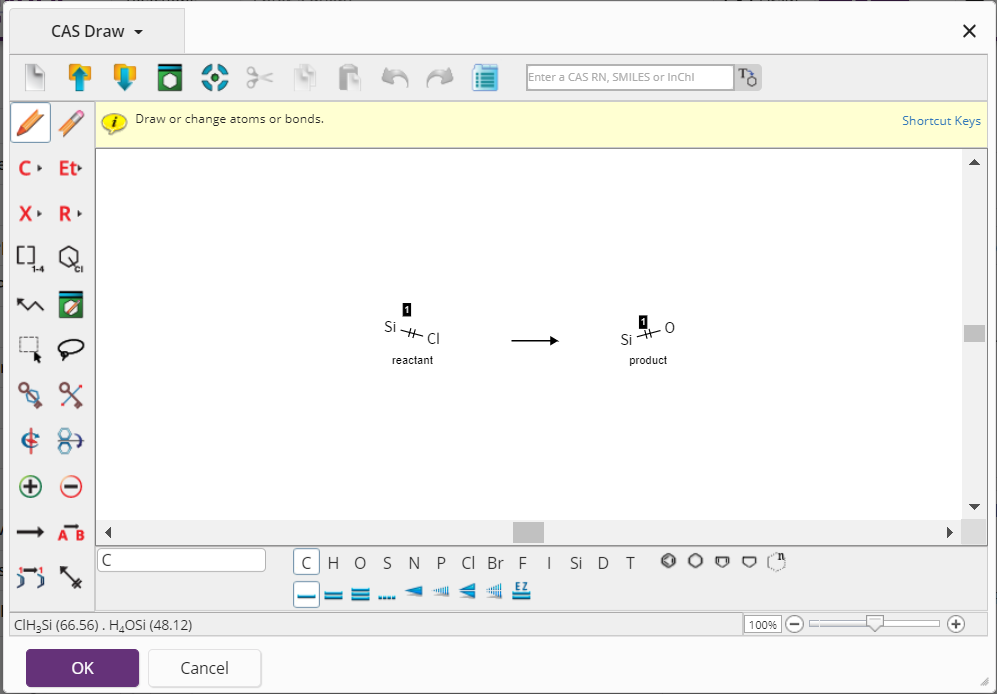 CAS Draw
Enter a CAS RN, SMILES or InChI
Draw or change atoms or bonds.
Shortcut Keys
C Et
X R
1-4 Cl
1
Si Cl
reactant
1
Si O
product
A B
1 1
C
C H O S N P Cl Br F I Si D T n
EZ
ClH₃Si (66.56) . H₄OSi (48.12)
100%
OK Cancel